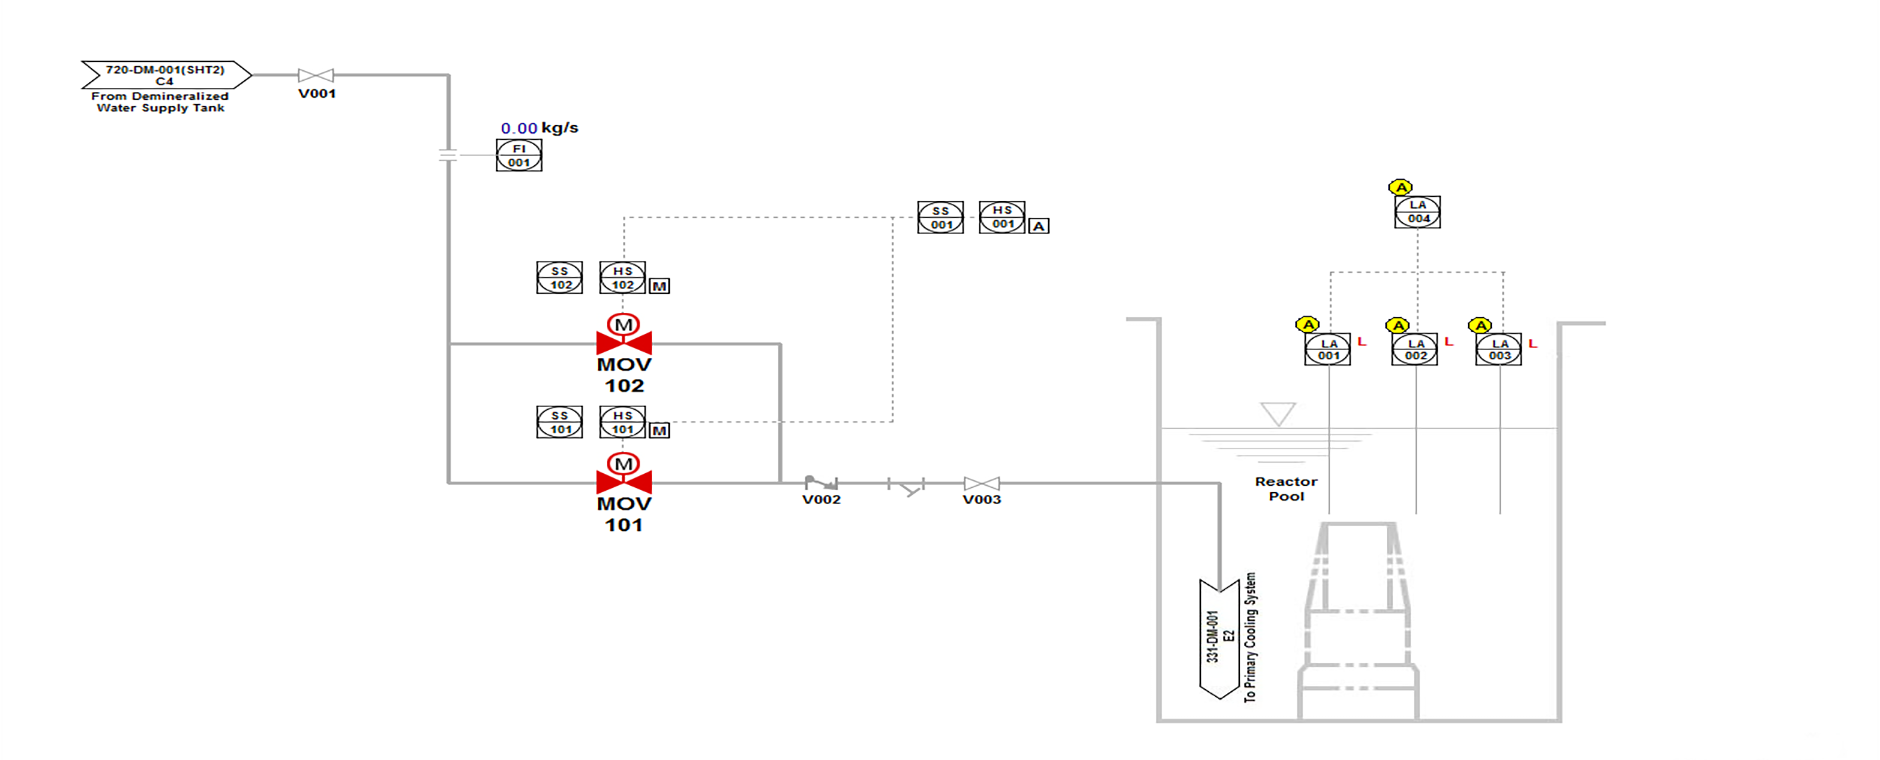 720-DM-001(SHT2)
C4
From Demineralized
Water Supply Tank
V001
0.00 kg/s
FI
001
SS
001
HS
001
A
SS
102
HS
102
M
M
MOV
102
SS
101
HS
101
M
M
MOV
101
V002
V003
A
LA
004
A
LA
001
L
A
LA
002
L
A
LA
003
L
Reactor
Pool
331-DM-001
E2
To Primary Cooling System